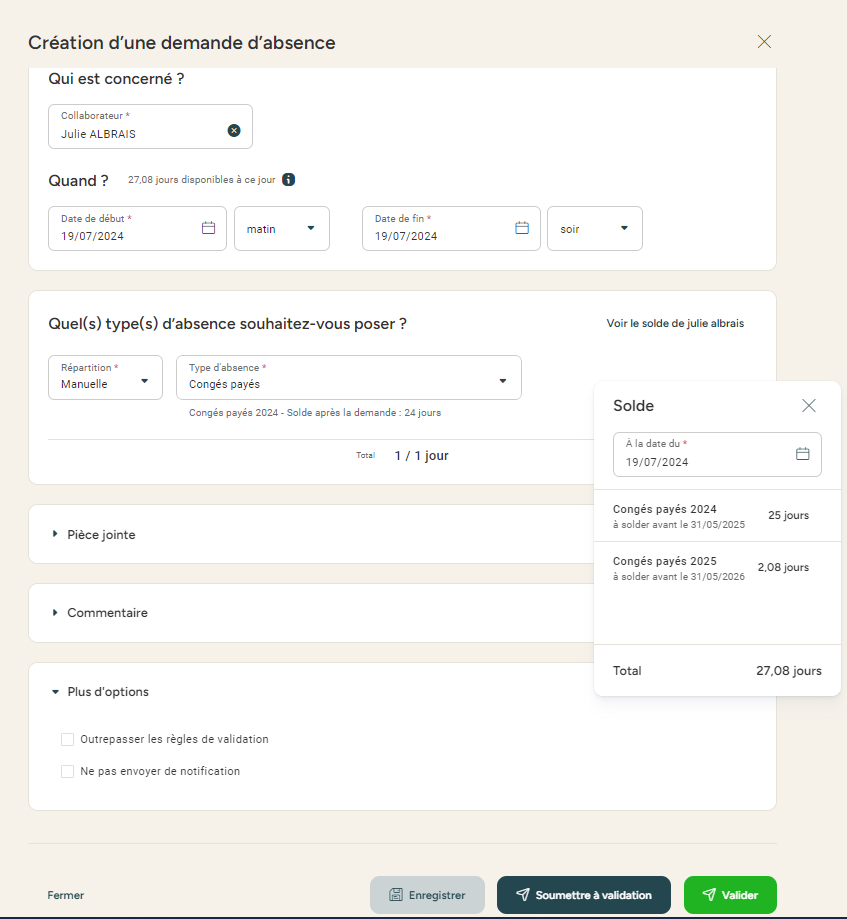 Création d’une demande d’absence
Qui est concerné ?
Collaborateur *
Julie ALBRAIS
Quand ? 27,08 jours disponibles à ce jour
Date de début * Date de fin *
19/07/2024 matin 19/07/2024 soir
Quel(s) type(s) d’absence souhaitez-vous poser ? Voir le solde de julie albrais
Répartition * Type d'absence *
Manuelle Congés payés
Congés payés 2024 - Solde après la demande : 24 jours
Total 1 / 1 jour
Solde
À la date du *
19/07/2024
Congés payés 2024 25 jours
à solder avant le 31/05/2025
Congés payés 2025 2,08 jours
à solder avant le 31/05/2026
Total 27,08 jours
Pièce jointe
Commentaire
Plus d'options
Outrepasser les règles de validation
Ne pas envoyer de notification
Fermer Enregistrer Soumettre à validation Valider